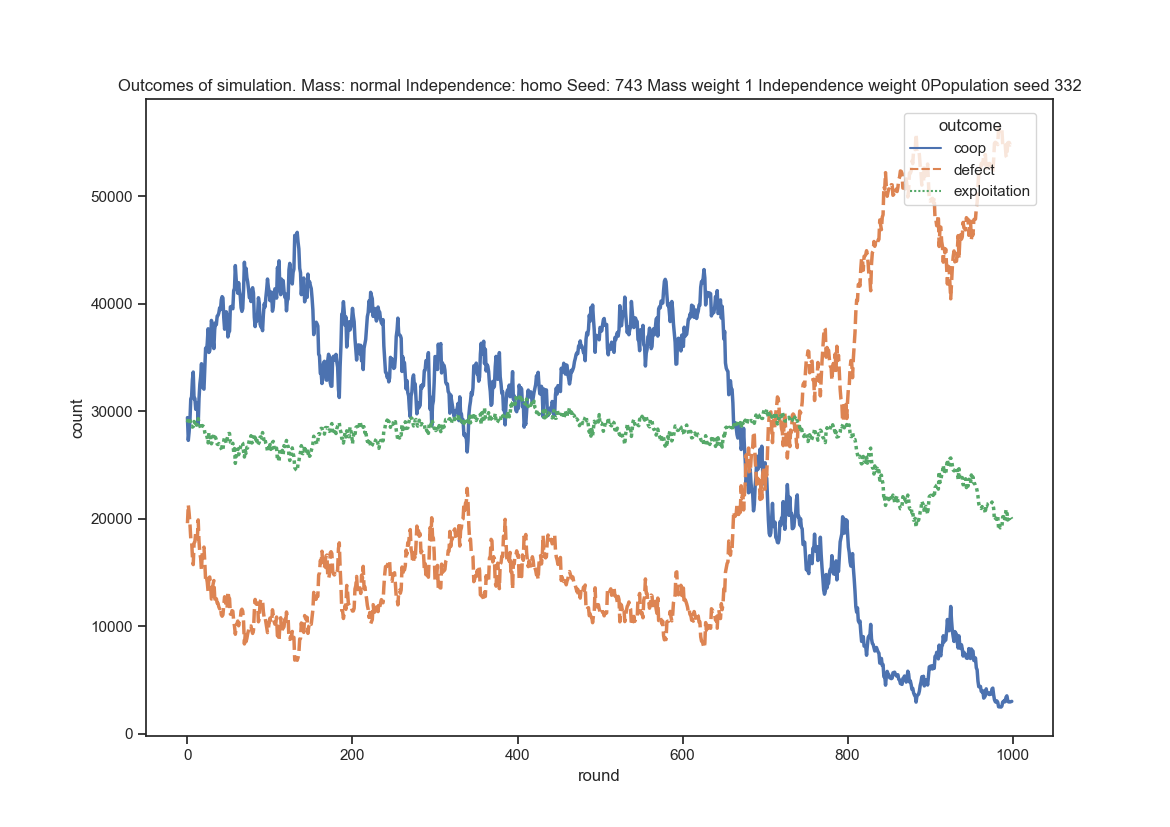 Outcomes of simulation. Mass: normal Independence: homo Seed: 743 Mass weight 1 Independence weight 0Population seed 332
outcome
coop
defect
exploitation
50000
40000
30000
20000
10000
0
count
0 200 400 600 800 1000
round